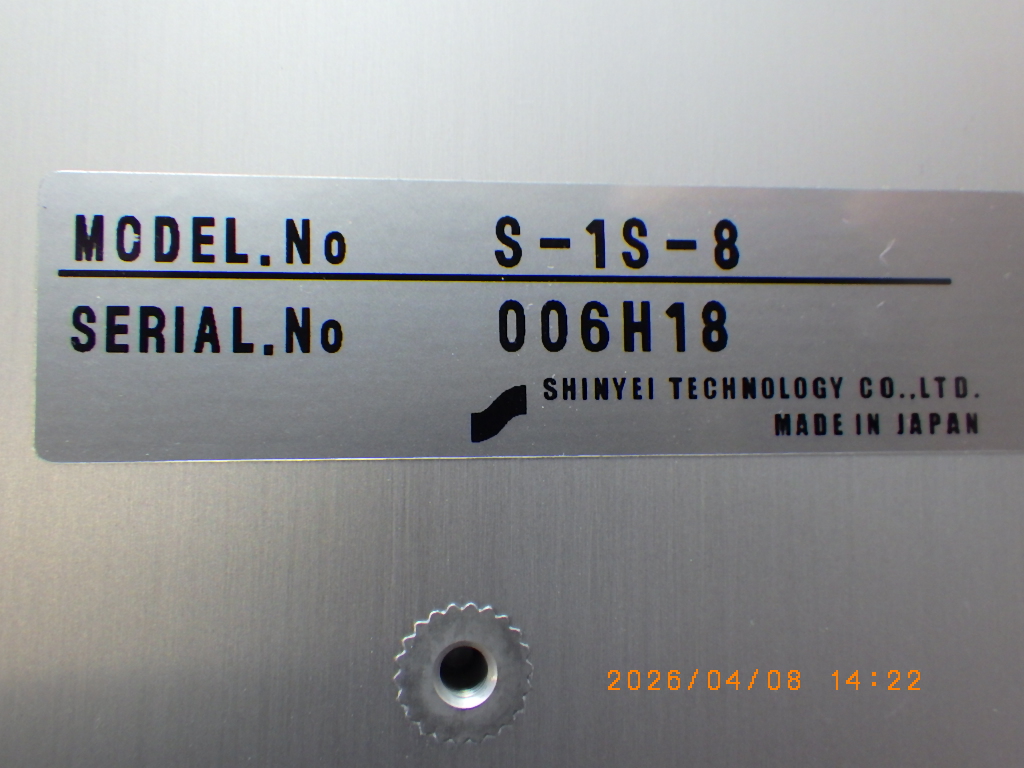 MODEL.No S-1S-8
SERIAL.No 006H18
SHINYEI TECHNOLOGY CO.,LTD.
MADE IN JAPAN
2026/04/08 14:22